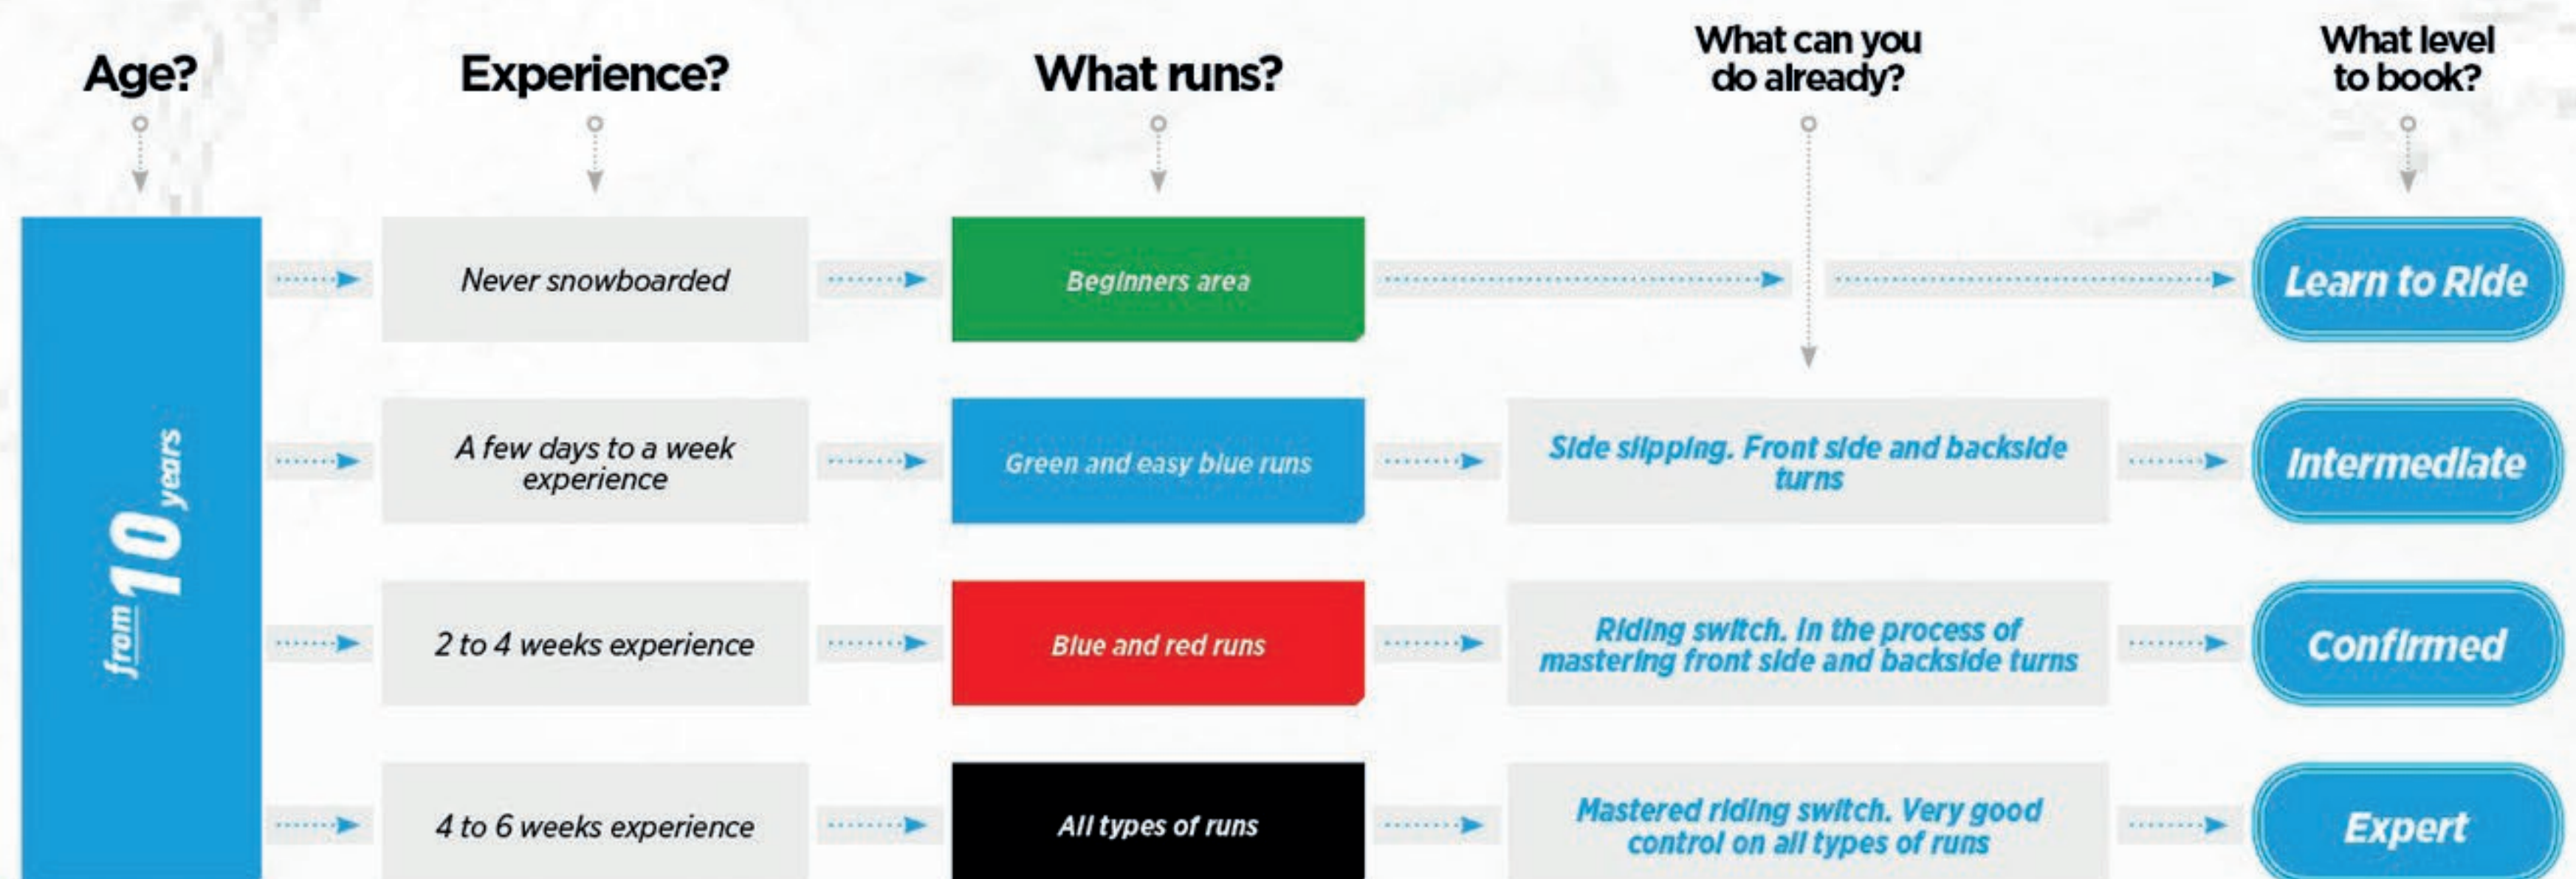 Age?
Experience?
What runs?
What can you
do already?
What level
to book?
from 10 years
Never snowboarded
Beginners area
Learn to Ride
A few days to a week
experience
Green and easy blue runs
Side slipping. Front side and backside
turns
Intermediate
2 to 4 weeks experience
Blue and red runs
Riding switch. In the process of
mastering front side and backside turns
Confirmed
4 to 6 weeks experience
All types of runs
Mastered riding switch. Very good
control on all types of runs
Expert